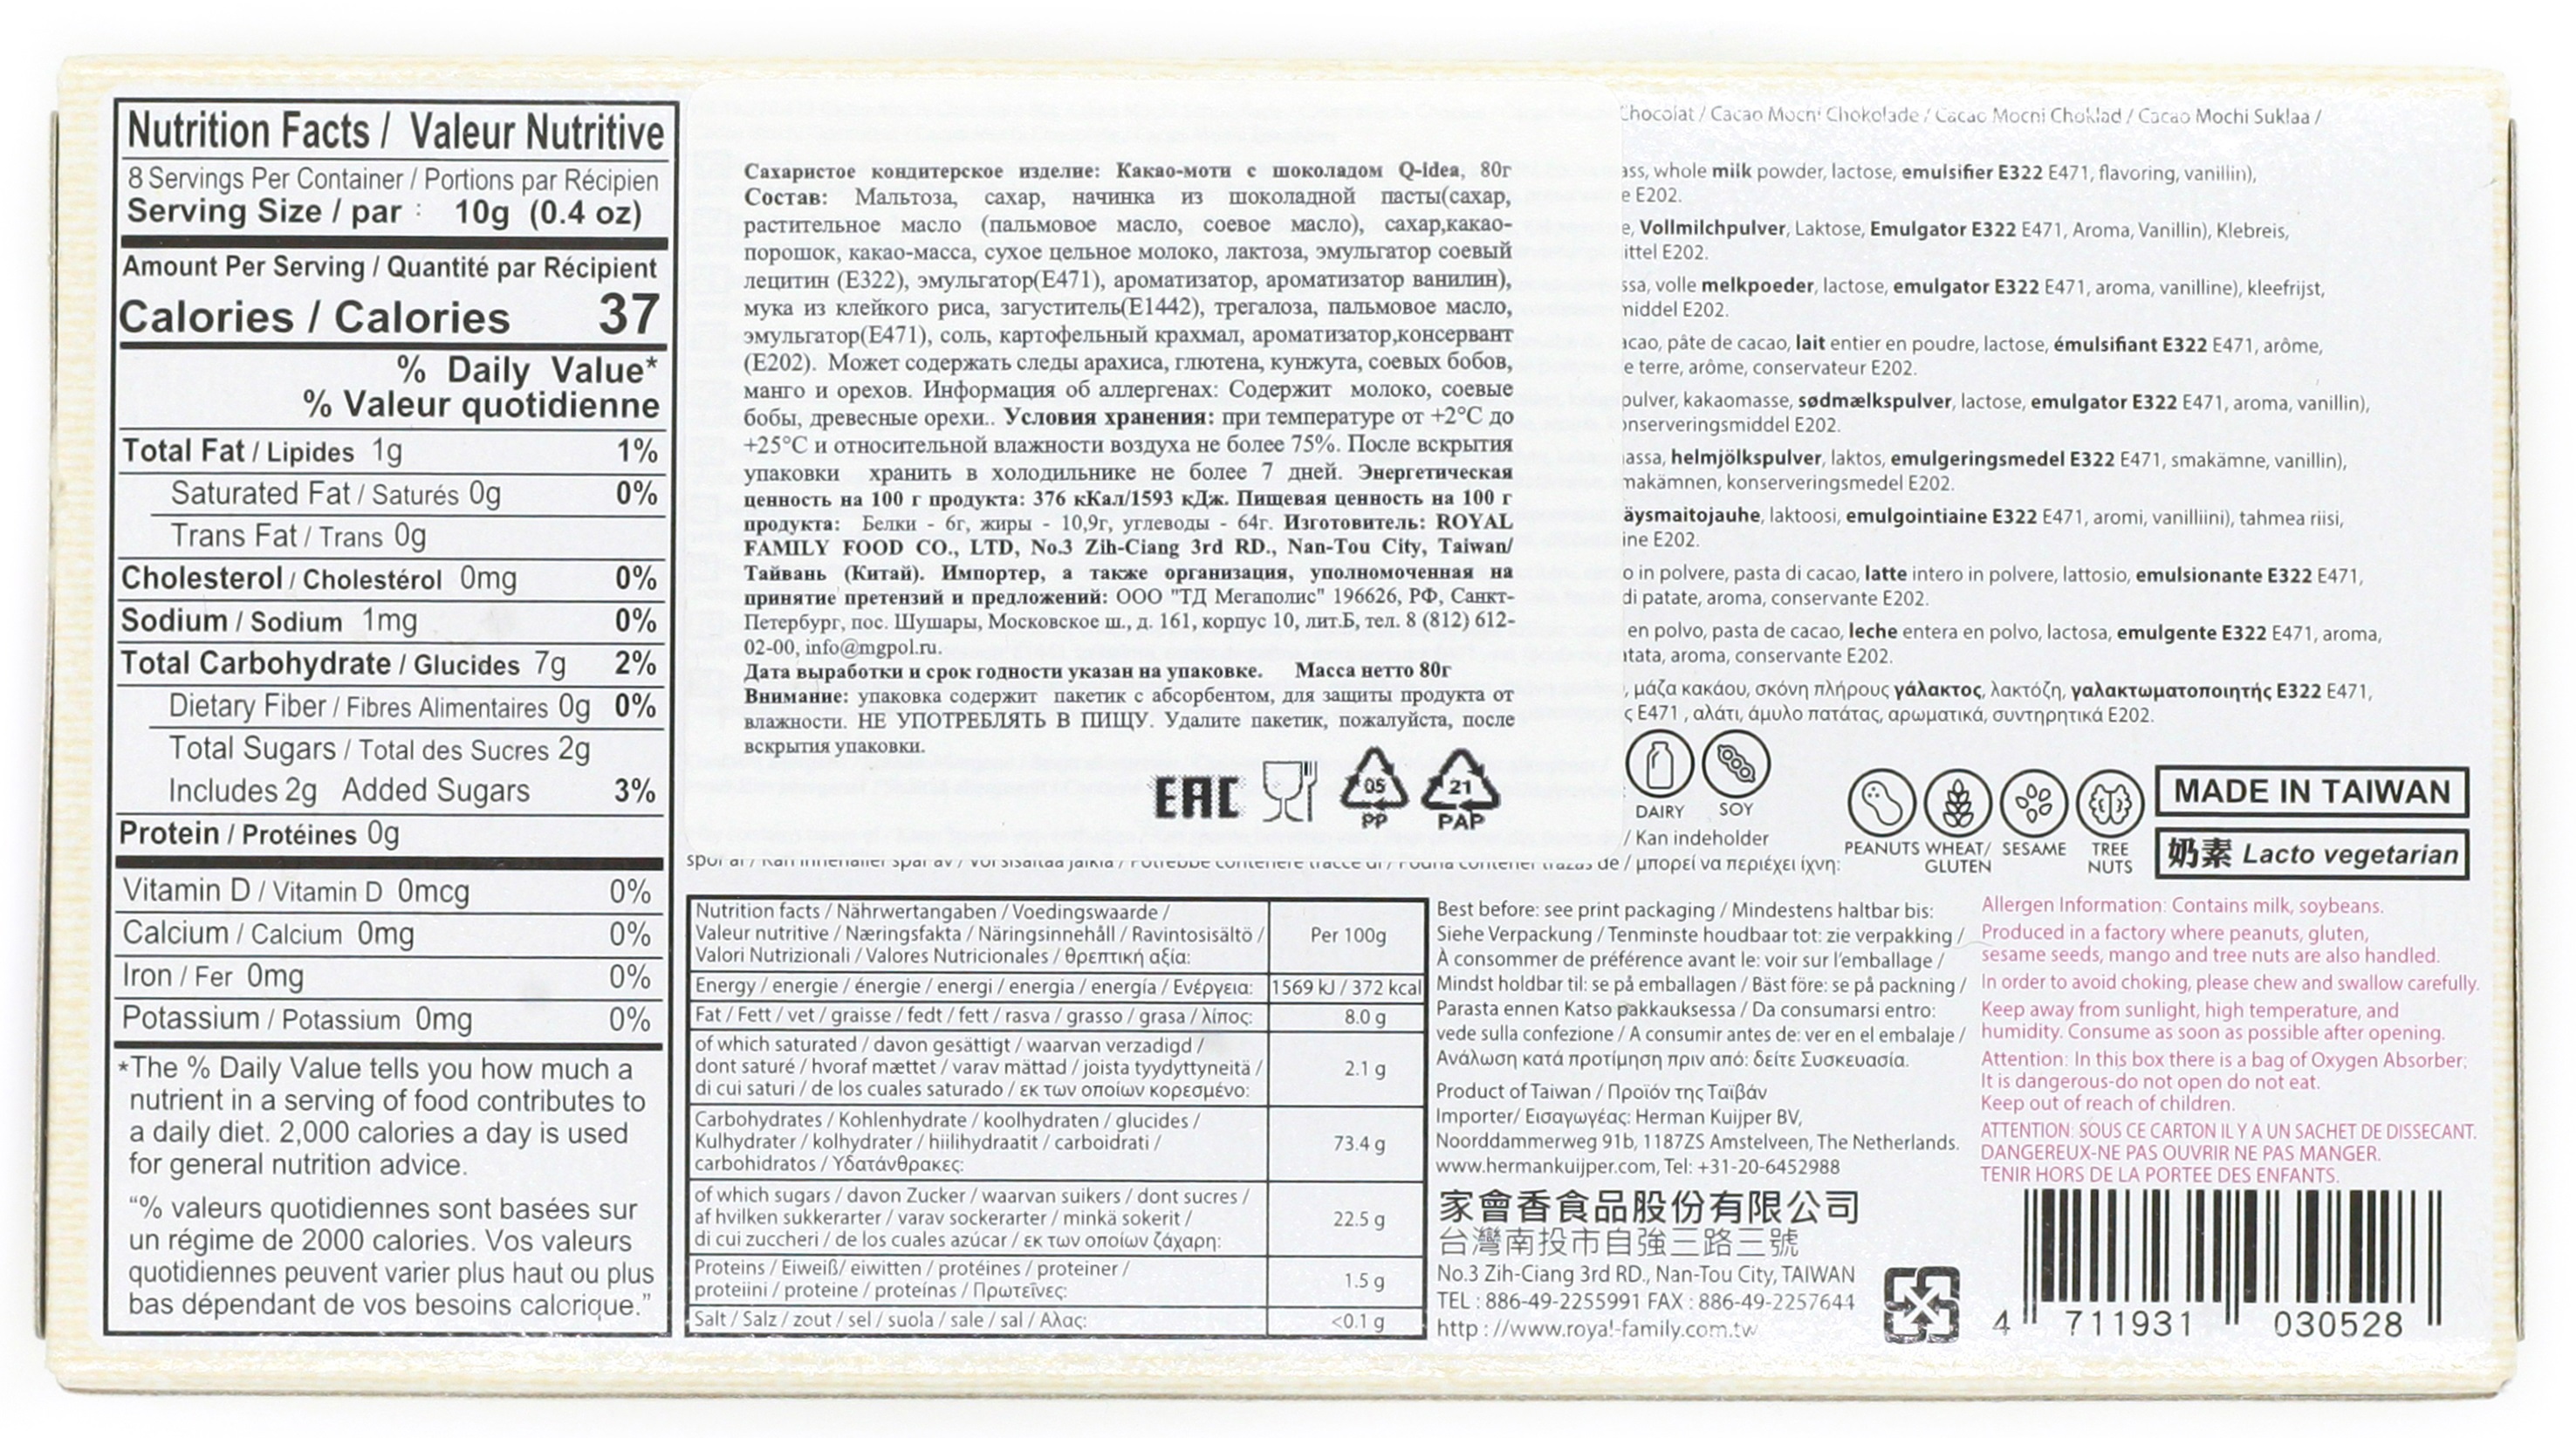 Nutrition Facts / Valeur Nutritive
8 Servings Per Container / Portions par Récipien
Serving Size / par : 10g (0.4 oz)
Amount Per Serving / Quantité par Récipient
Calories / Calories 37
% Daily Value*
% Valeur quotidienne
Total Fat / Lipides 1g 1%
Saturated Fat / Saturés 0g 0%
Trans Fat / Trans 0g
Cholesterol / Cholestérol 0mg 0%
Sodium / Sodium 1mg 0%
Total Carbohydrate / Glucides 7g 2%
Dietary Fiber / Fibres Alimentaires 0g 0%
Total Sugars / Total des Sucres 2g
Includes 2g Added Sugars 3%
Protein / Protéines 0g
Vitamin D / Vitamin D 0mcg 0%
Calcium / Calcium 0mg 0%
Iron / Fer 0mg 0%
Potassium / Potassium 0mg 0%
*The % Daily Value tells you how much a
nutrient in a serving of food contributes to
a daily diet. 2,000 calories a day is used
for general nutrition advice.
“% valeurs quotidiennes sont basées sur
un régime de 2000 calories. Vos valeurs
quotidiennes peuvent varier plus haut ou plus
bas dépendant de vos besoins calorique.”
Сахаристое кондитерское изделие: Какао-моти с шоколадом Q-idea, 80г
Состав: Мальтоза, сахар, начинка из шоколадной пасты(сахар,
растительное масло (пальмовое масло, соевое масло), сахар,какао-
порошок, какао-масса, сухое цельное молоко, лактоза, эмульгатор соевый
лецитин (E322), эмульгатор(E471), ароматизатор, ароматизатор ванилин),
мука из клейкого риса, загуститель(E1442), трегалоза, пальмовое масло,
эмульгатор(E471), соль, картофельный крахмал, ароматизатор,консервант
(E202). Может содержать следы арахиса, глютена, кунжута, соевых бобов,
манго и орехов. Информация об аллергенах: Содержит молоко, соевые
бобы, древесные орехи.. Условия хранения: при температуре от +2°C до
+25°C и относительной влажности воздуха не более 75%. После вскрытия
упаковки хранить в холодильнике не более 7 дней. Энергетическая
ценность на 100 г продукта: 376 кКал/1593 кДж. Пищевая ценность на 100 г
продукта: Белки - 6г, жиры - 10,9г, углеводы - 64г. Изготовитель: ROYAL
FAMILY FOOD CO., LTD, No.3 Zih-Ciang 3rd RD., Nan-Tou City, Taiwan/
Тайвань (Китай). Импортер, а также организация, уполномоченная на
принятие претензий и предложений: ООО "ТД Мегаполис" 196626, РФ, Санкт-
Петербург, пос. Шушары, Московское ш., д. 161, корпус 10, лит.Б, тел. 8 (812) 612-
02-00, info@mgpol.ru.
Дата выработки и срок годности указан на упаковке. Масса нетто 80г
Внимание: упаковка содержит пакетик с абсорбентом, для защиты продукта от
влажности. НЕ УПОТРЕБЛЯТЬ В ПИЩУ. Удалите пакетик, пожалуйста, после
вскрытия упаковки.
EAC 05 PP 21 PAP
Chocolat / Cacao Mochi Chokolade / Cacao Mochi Choklad / Cacao Mochi Suklaa /
ass, whole milk powder, lactose, emulsifier E322 E471, flavoring, vanillin),
e E202.
e, Vollmilchpulver, Laktose, Emulgator E322 E471, Aroma, Vanillin), Klebreis,
ittel E202.
ssa, volle melkpoeder, lactose, emulgator E322 E471, aroma, vanilline), kleefrijst,
middel E202.
acao, pâte de cacao, lait entier en poudre, lactose, émulsifiant E322 E471, arôme,
e terre, arôme, conservateur E202.
pulver, kakaomasse, sødmælkspulver, lactose, emulgator E322 E471, aroma, vanillin),
onserveringsmiddel E202.
assa, helmjölkspulver, laktos, emulgeringsmedel E322 E471, smakämne, vanillin),
makämnen, konserveringsmedel E202.
äysmaitojauhe, laktoosi, emulgointiaine E322 E471, aromi, vanilliini), tahmea riisi,
ine E202.
o in polvere, pasta di cacao, latte intero in polvere, lattosio, emulsionante E322 E471,
di patate, aroma, conservante E202.
en polvo, pasta de cacao, leche entera en polvo, lactosa, emulgente E322 E471, aroma,
atata, aroma, conservante E202.
, μάζα κακάου, σκόνη πλήρους γάλακτος, λακτόζη, γαλακτωματοποιητής E322 E471,
ς E471 , αλάτι, άμυλο πατάτας, αρωματικά, συντηρητικά E202.
DAIRY SOY
/ Kan indeholder
spor af / Kan innehåller spår av / Voi sisältää jälkiä / Potrebbe contenere tracce di / Podría contener trazas de / μπορεί να περιέχει ίχνη:
PEANUTS WHEAT/ GLUTEN SESAME TREE NUTS
MADE IN TAIWAN
奶素 Lacto vegetarian
Nutrition facts / Nährwertangaben / Voedingswaarde /
Valeur nutritive / Næringsfakta / Näringsinnehåll / Ravintosisältö /
Valori Nutrizionali / Valores Nutricionales / θρεπτική αξία:
Per 100g
Energy / energie / énergie / energi / energia / energía / Ενέργεια: 1569 kJ / 372 kcal
Fat / Fett / vet / graisse / fedt / fett / rasva / grasso / grasa / λίπος: 8.0 g
of which saturated / davon gesättigt / waarvan verzadigd /
dont saturé / hvoraf mættet / varav mättad / joista tyydyttyneitä /
di cui saturi / de los cuales saturado / εκ των οποίων κορεσμένο:
2.1 g
Carbohydrates / Kohlenhydrate / koolhydraten / glucides /
Kulhydrater / kolhydrater / hiilihydraatit / carboidrati /
carbohidratos / Υδατάνθρακες:
73.4 g
of which sugars / davon Zucker / waarvan suikers / dont sucres /
af hvilken sukkerarter / varav sockerarter / minkä sokerit /
di cui zuccheri / de los cuales azúcar / εκ των οποίων ζάχαρη:
22.5 g
Proteins / Eiweiß/ eiwitten / protéines / proteiner /
proteiini / proteine / proteínas / Πρωτεΐνες:
1.5 g
Salt / Salz / zout / sel / suola / sale / sal / Αλας: <0.1 g
Best before: see print packaging / Mindestens haltbar bis:
Siehe Verpackung / Tenminste houdbaar tot: zie verpakking /
À consommer de préférence avant le: voir sur l’emballage /
Mindst holdbar til: se på emballagen / Bäst före: se på packning /
Parasta ennen Katso pakkauksessa / Da consumarsi entro:
vede sulla confezione / A consumir antes de: ver en el embalaje /
Ανάλωση κατά προτίμηση πριν από: δείτε Συσκευασία.
Product of Taiwan / Προϊόν της Ταϊβάν
Importer/ Εισαγωγέας: Herman Kuijper BV,
Noorddammerweg 91b, 1187ZS Amstelveen, The Netherlands.
www.hermankuijper.com, Tel: +31-20-6452988
家會香食品股份有限公司
台灣南投市自強三路三號
No.3 Zih-Ciang 3rd RD., Nan-Tou City, TAIWAN
TEL : 886-49-2255991 FAX : 886-49-2257644
http : //www.royal-family.com.tw
Allergen Information: Contains milk, soybeans.
Produced in a factory where peanuts, gluten,
sesame seeds, mango and tree nuts are also handled.
In order to avoid choking, please chew and swallow carefully.
Keep away from sunlight, high temperature, and
humidity. Consume as soon as possible after opening.
Attention: In this box there is a bag of Oxygen Absorber;
It is dangerous-do not open do not eat.
Keep out of reach of children.
ATTENTION: SOUS CE CARTON IL Y A UN SACHET DE DISSECANT.
DANGEREUX-NE PAS OUVRIR NE PAS MANGER.
TENIR HORS DE LA PORTEE DES ENFANTS.
4 711931 030528